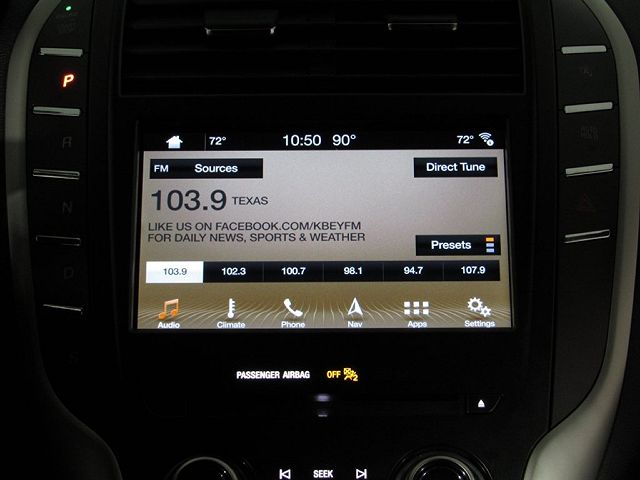 P
R
N
D
S
72° 10:50 90° 72°
FM Sources Direct Tune
103.9 TEXAS
LIKE US ON FACEBOOK.COM/KBEYFM
FOR DAILY NEWS, SPORTS & WEATHER
Presets
103.9 102.3 100.7 98.1 94.7 107.9
Audio Climate Phone Nav Apps Settings
PASSENGER AIRBAG OFF 2
SEEK